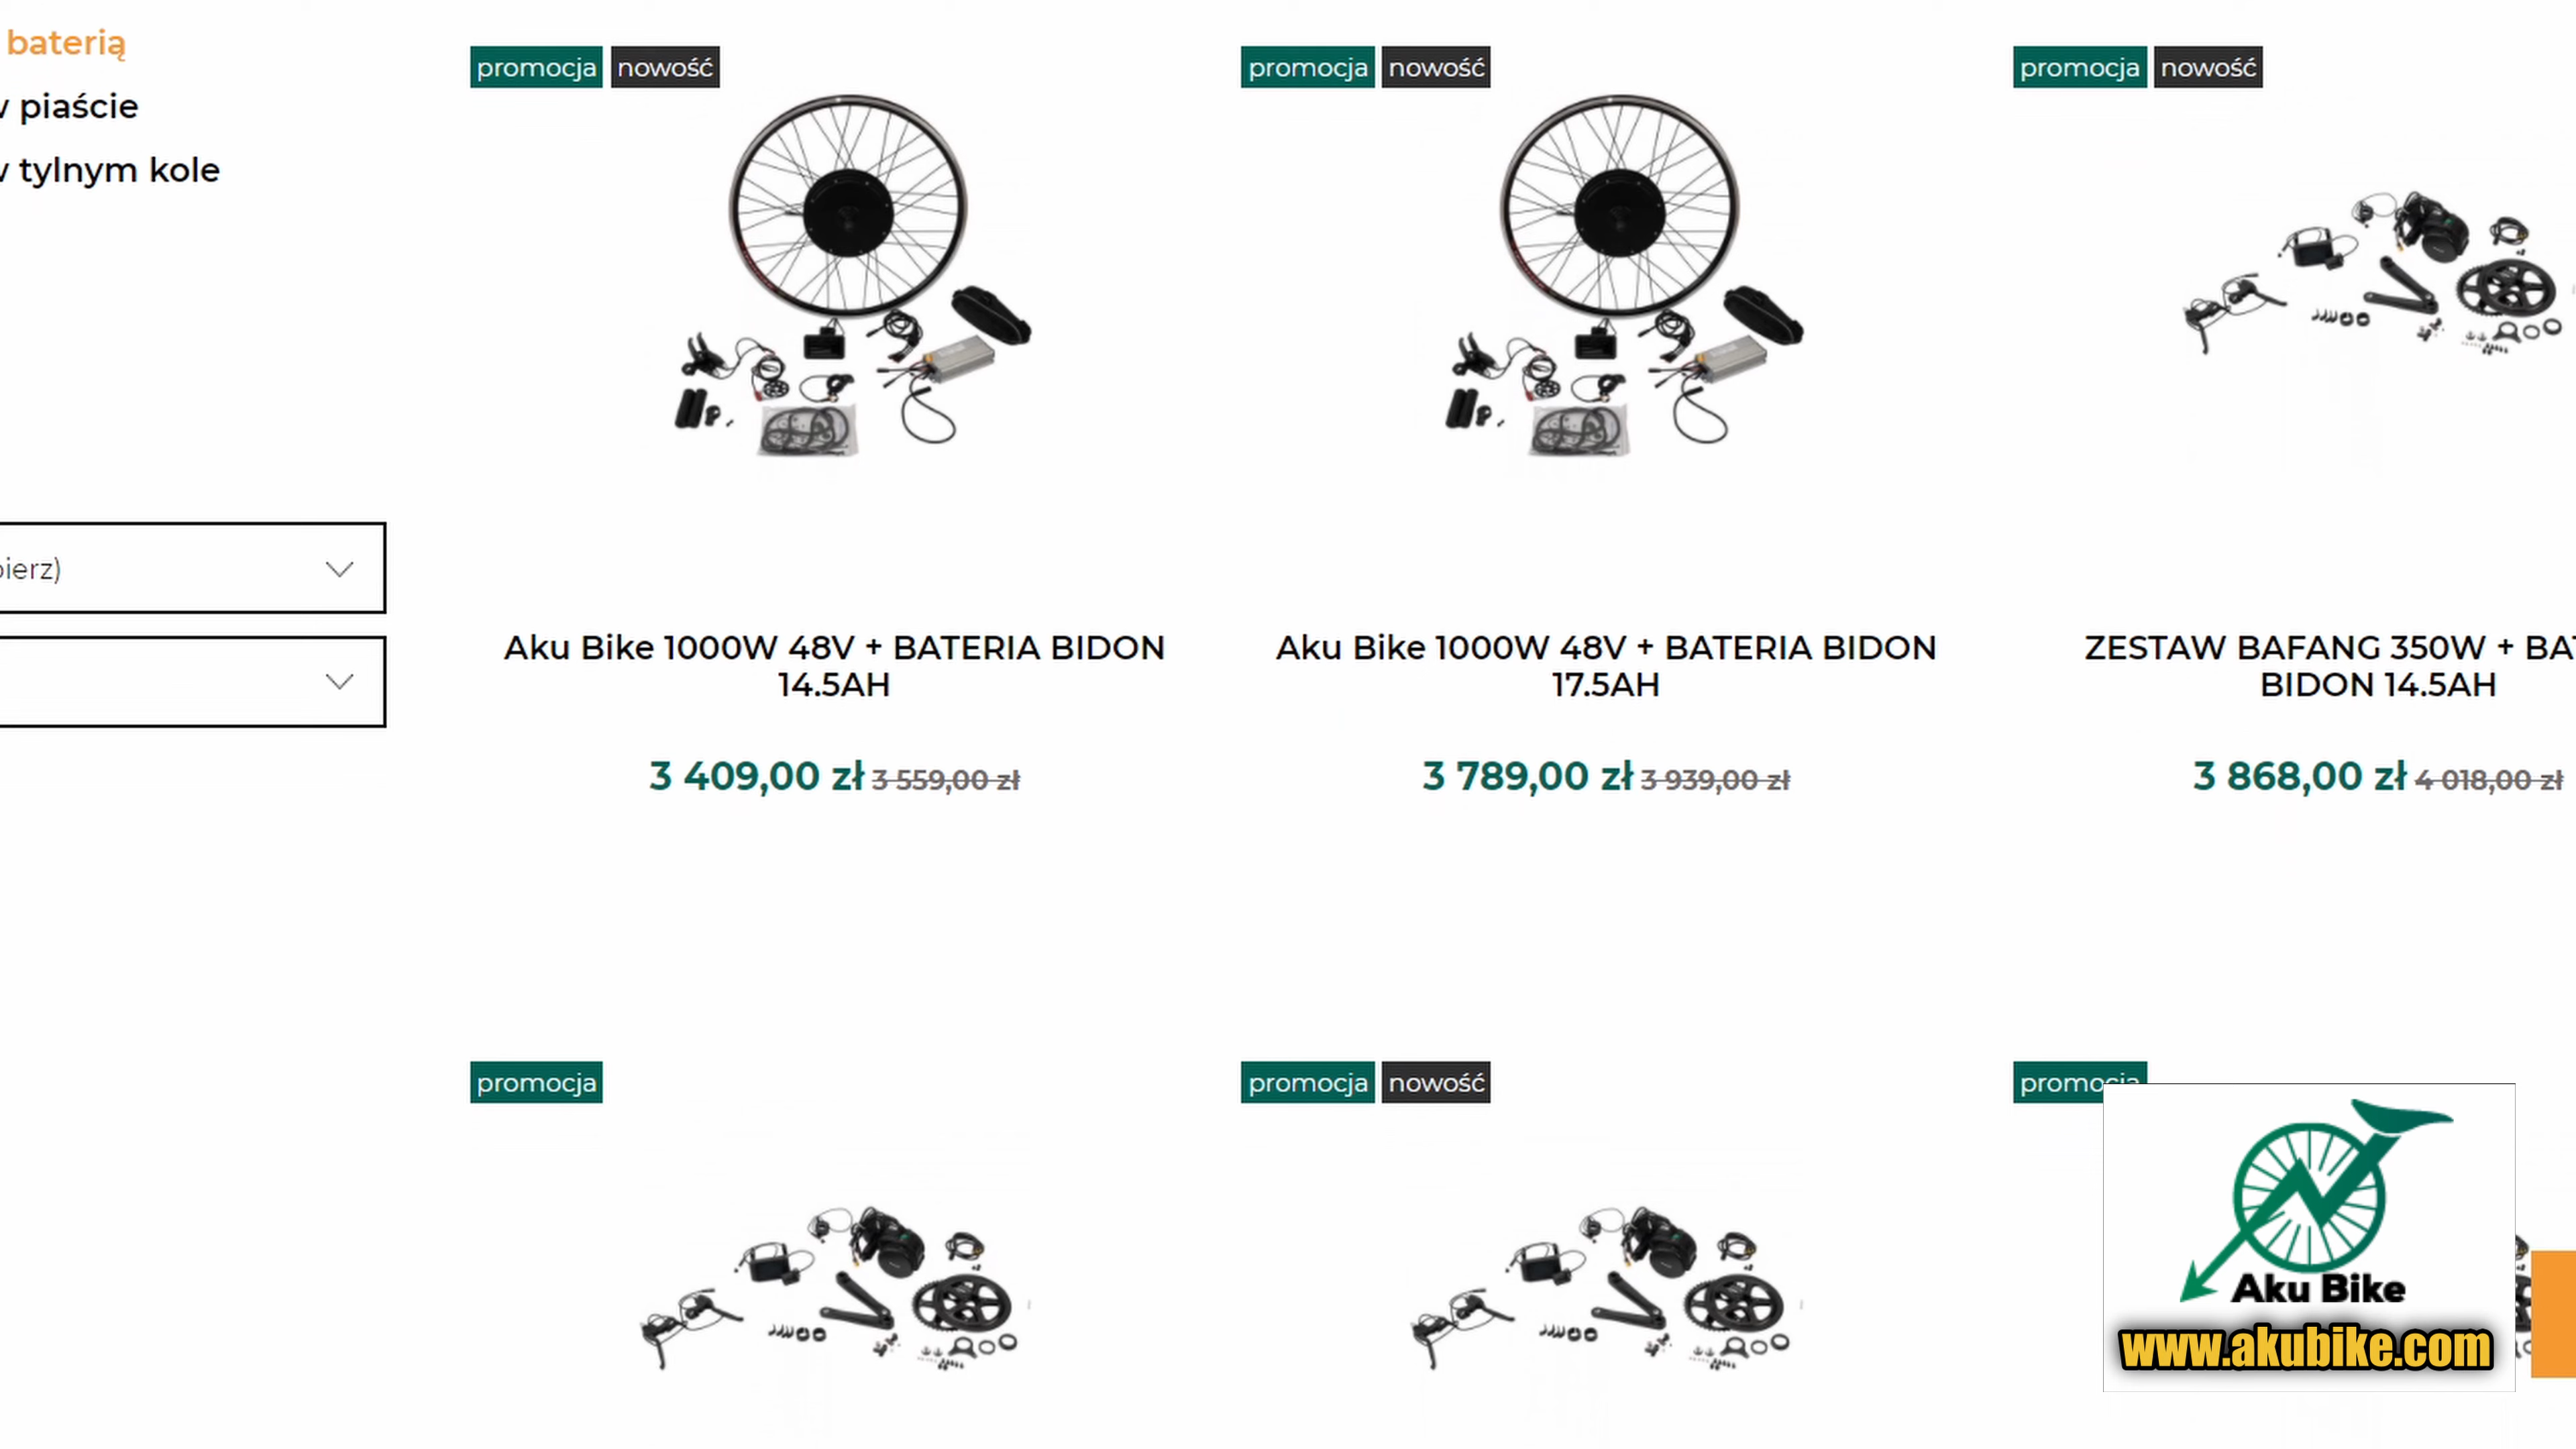 baterią
w piaście
w tylnym kole
promocja nowość
Aku Bike 1000W 48V + BATERIA BIDON
14.5AH
3 409,00 zł 3 559,00 zł
promocja nowość
Aku Bike 1000W 48V + BATERIA BIDON
17.5AH
3 789,00 zł 3 939,00 zł
promocja nowość
ZESTAW BAFANG 350W + BAT
BIDON 14.5AH
3 868,00 zł 4 018,00 zł
promocja
promocja nowość
promocja
Aku Bike
www.akubike.com